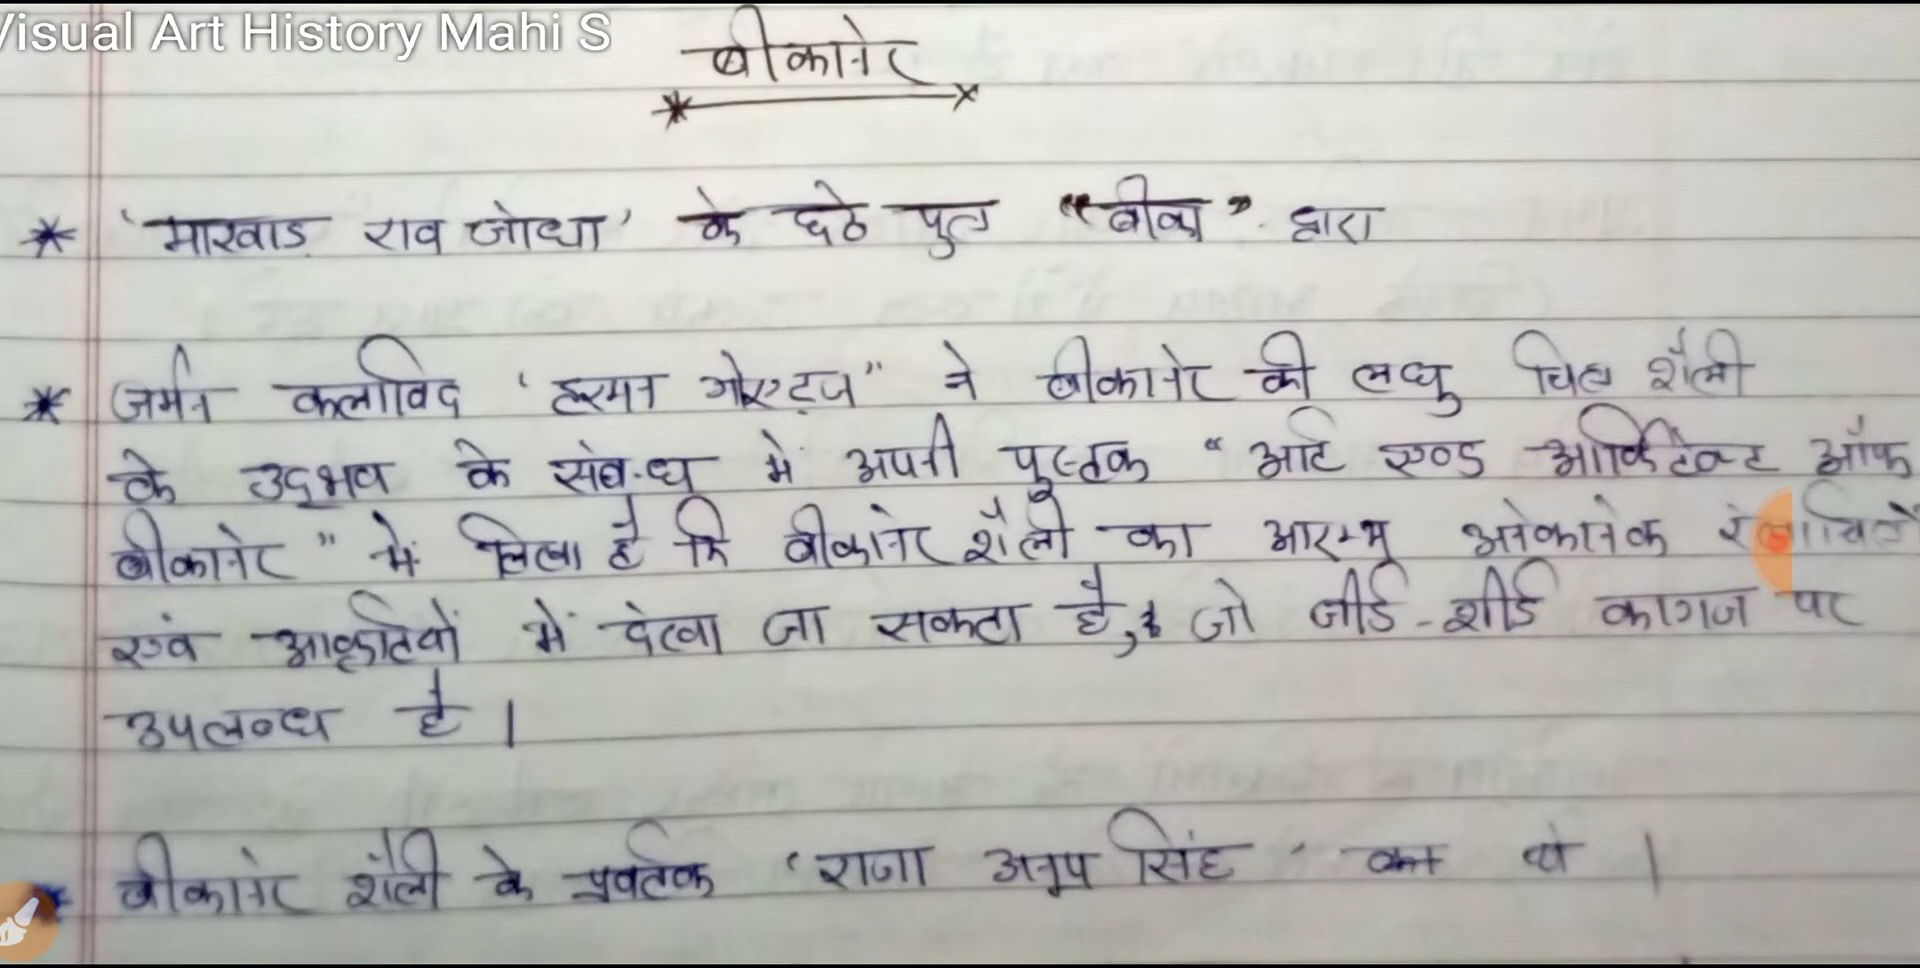 Visual Art History Mahi S
बीकानेर
* 'मारवाड राव जोधा' के छठे पुत्र "बीका" द्वारा
* जर्मन कलाविद 'हरमन गोएट्ज" ने बीकानेर की लघु चित्र शैली
के उद्भव के संबन्ध में अपनी पुस्तक "आर्ट एण्ड आर्किटेक्ट ऑफ
बीकानेर" में लिखा है कि बीकानेर शैली का आरम्भ अनेकानेक रेखाचित्रों
एवं आकृतियों में देखा जा सकता है, जो जीर्ड-शीर्ड कागज पर
उपलब्ध है ।
* बीकानेर शैली के प्रवर्तक 'राजा अनूप सिंह' थे ।